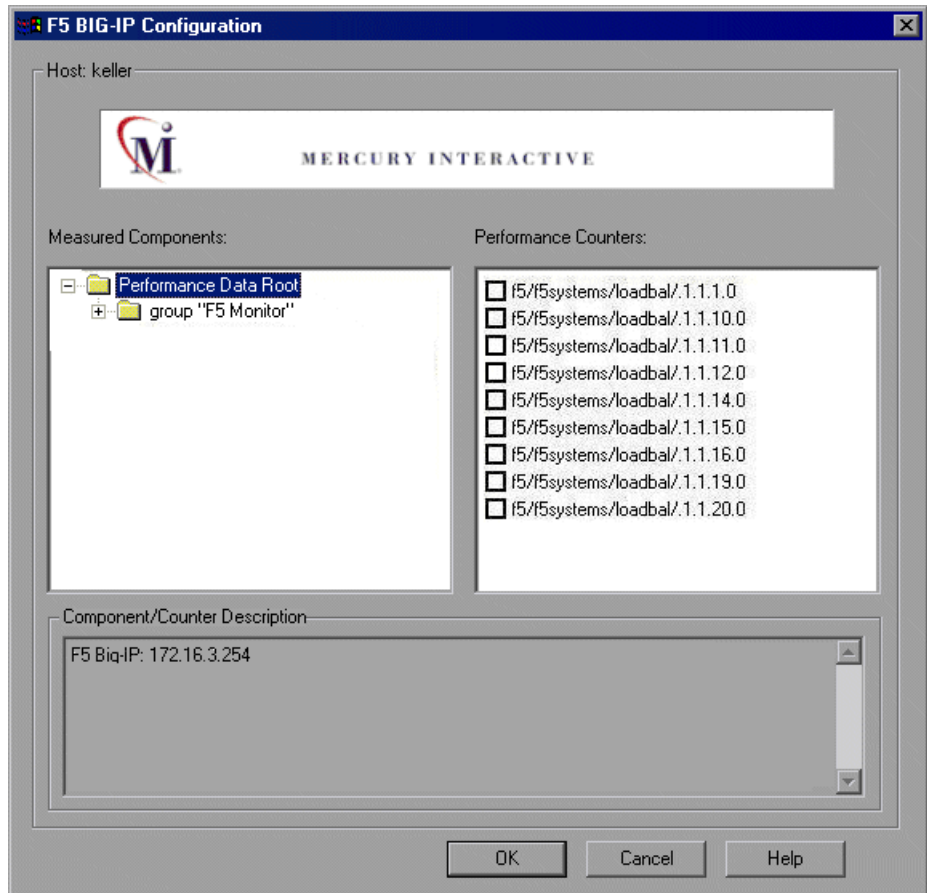 F5 BIG-IP Configuration
Host: keller
M
MERCURY INTERACTIVE
Measured Components:
Performance Counters:
Performance Data Root
group "F5 Monitor"
f5/f5systems/loadbal/.1.1.1.0
f5/f5systems/loadbal/.1.1.10.0
f5/f5systems/loadbal/.1.1.11.0
f5/f5systems/loadbal/.1.1.12.0
f5/f5systems/loadbal/.1.1.14.0
f5/f5systems/loadbal/.1.1.15.0
f5/f5systems/loadbal/.1.1.16.0
f5/f5systems/loadbal/.1.1.19.0
f5/f5systems/loadbal/.1.1.20.0
Component/Counter Description
F5 Big-IP: 172.16.3.254
OK
Cancel
Help